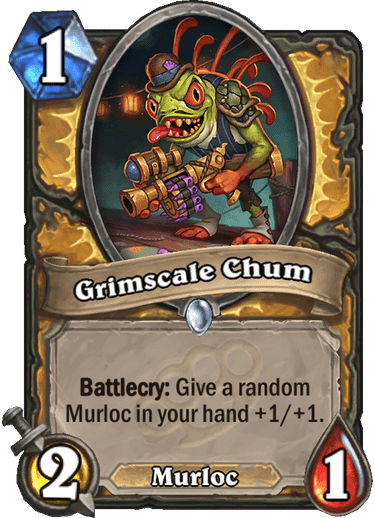 1
Grimscale Chum
Battlecry: Give a random
Murloc in your hand +1/+1.
2
Murloc
1